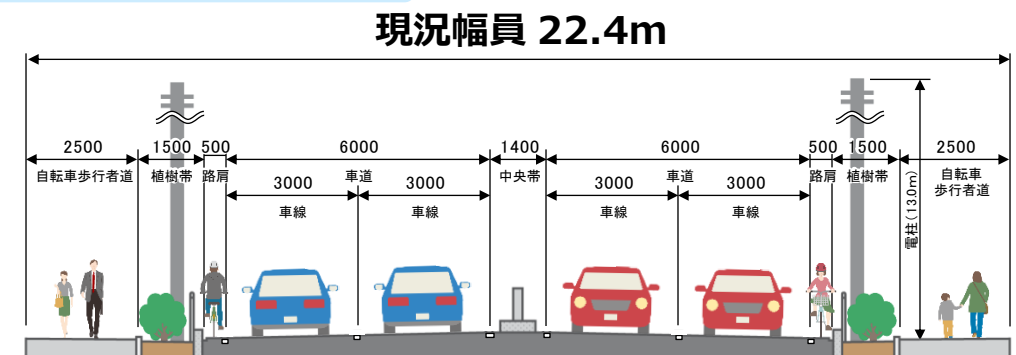 現況幅員 22.4m
2500
1500
500
6000
1400
6000
500
1500
2500
自転車歩行者道
植樹帯
路肩
車道
中央帯
車道
路肩
植樹帯
自転車
歩行者道
3000
3000
3000
3000
車線
車線
車線
車線
電柱(13.0m)